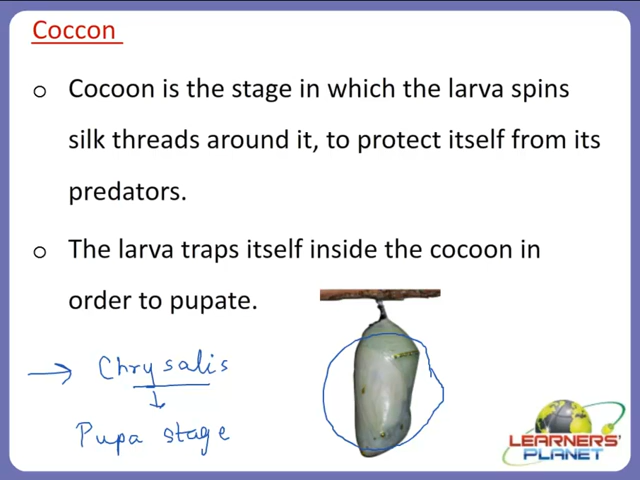 Coccon
o Cocoon is the stage in which the larva spins
silk threads around it, to protect itself from its
predators.
o The larva traps itself inside the cocoon in
order to pupate.
→ Chrysalis
↓
Pupa stage
LEARNERS'
PLANET